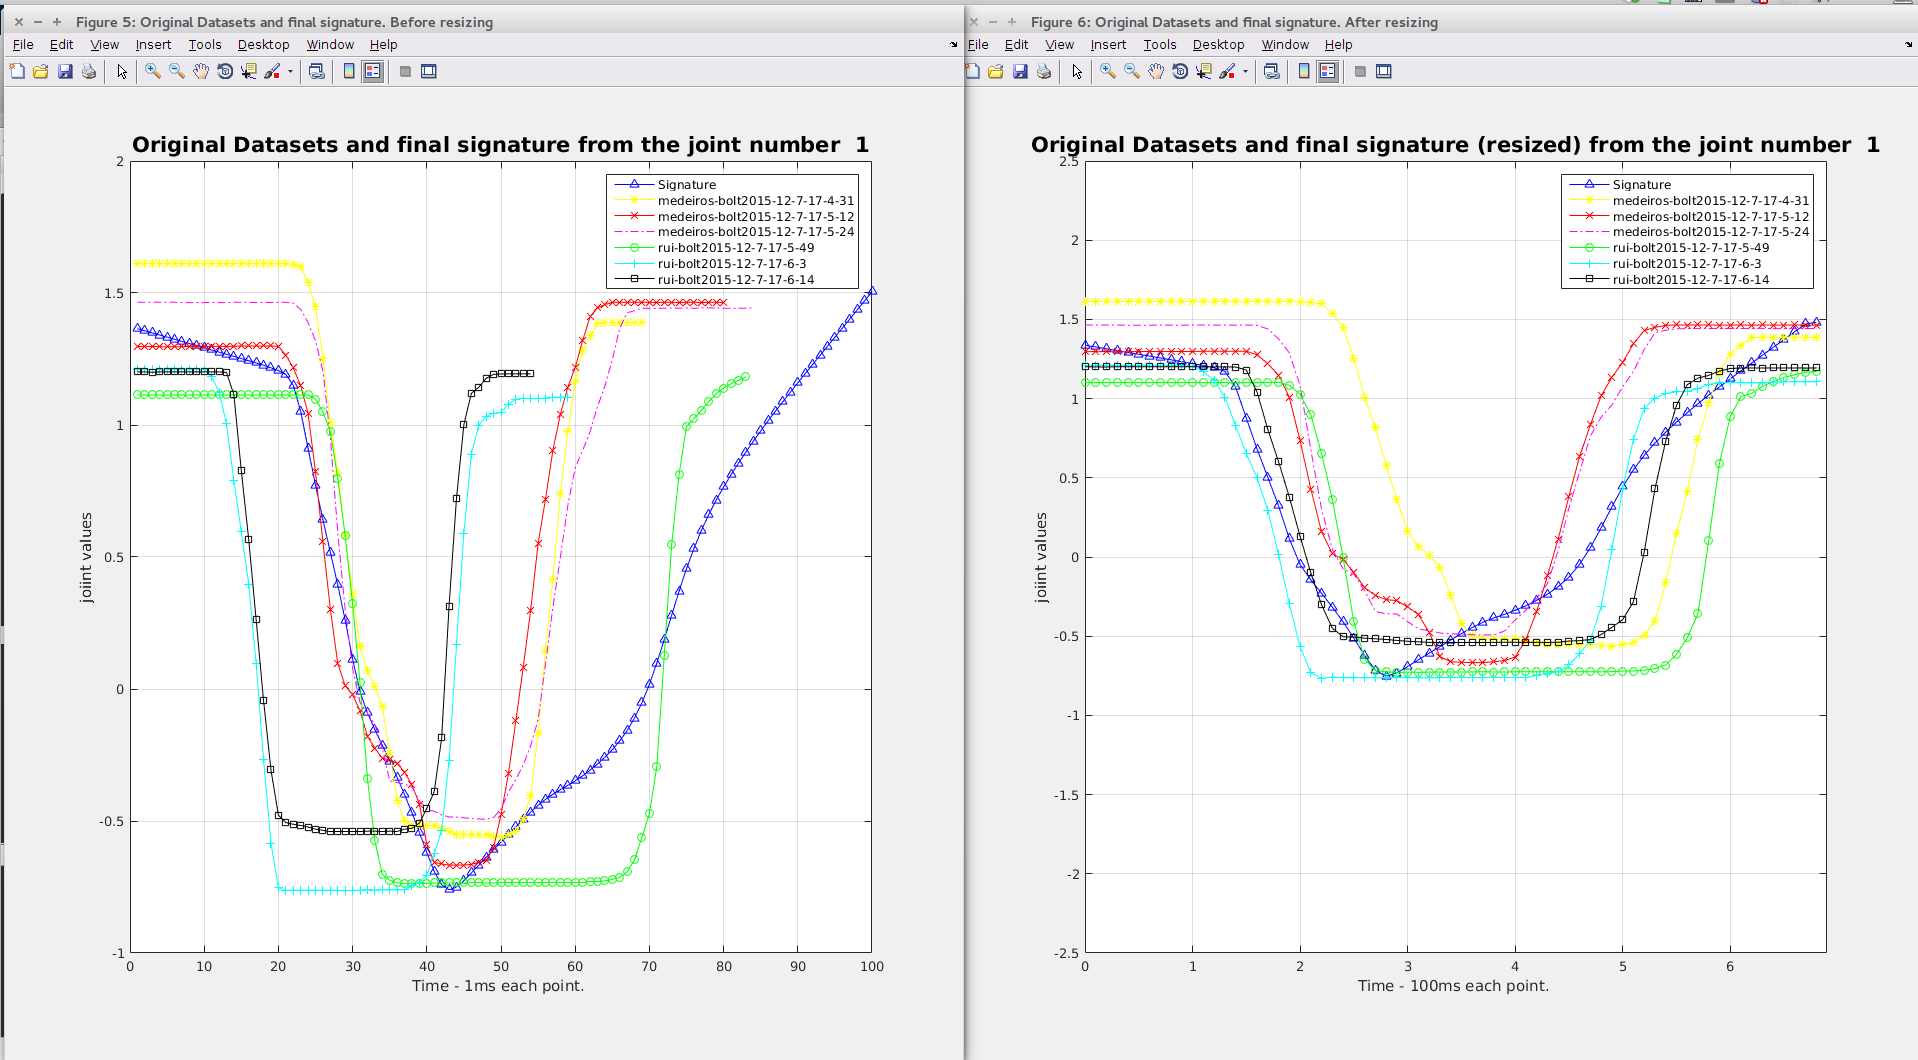 Figure 5: Original Datasets and final signature. Before resizing
File Edit View Insert Tools Desktop Window Help
Original Datasets and final signature from the joint number 1
Signature
medeiros-bolt2015-12-7-17-4-31
medeiros-bolt2015-12-7-17-5-12
medeiros-bolt2015-12-7-17-5-24
rui-bolt2015-12-7-17-5-49
rui-bolt2015-12-7-17-6-3
rui-bolt2015-12-7-17-6-14
2
1.5
1
0.5
0
-0.5
-1
joiint values
0 10 20 30 40 50 60 70 80 90 100
Time - 1ms each point.
Figure 6: Original Datasets and final signature. After resizing
File Edit View Insert Tools Desktop Window Help
Original Datasets and final signature (resized) from the joint number 1
Signature
medeiros-bolt2015-12-7-17-4-31
medeiros-bolt2015-12-7-17-5-12
medeiros-bolt2015-12-7-17-5-24
rui-bolt2015-12-7-17-5-49
rui-bolt2015-12-7-17-6-3
rui-bolt2015-12-7-17-6-14
2.5
2
1.5
1
0.5
0
-0.5
-1
-1.5
-2
-2.5
joiint values
0 1 2 3 4 5 6
Time - 100ms each point.